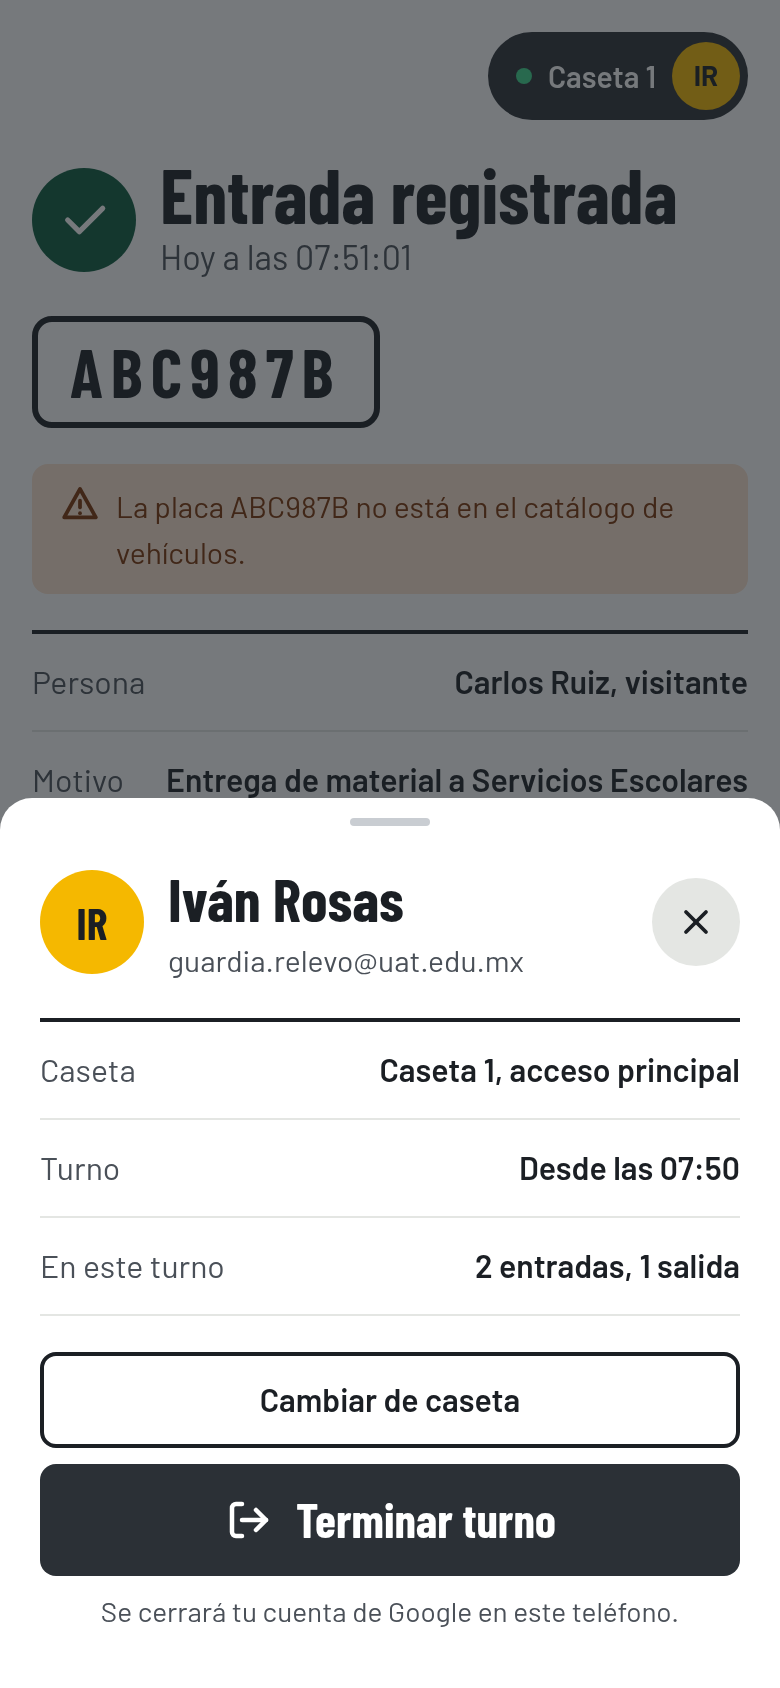 Caseta 1 IR
Entrada registrada
Hoy a las 07:51:01
ABC987B
La placa ABC987B no está en el catálogo de
vehículos.
Persona Carlos Ruiz, visitante
Motivo Entrega de material a Servicios Escolares
IR Iván Rosas
guardia.relevo@uat.edu.mx
Caseta Caseta 1, acceso principal
Turno Desde las 07:50
En este turno 2 entradas, 1 salida
Cambiar de caseta
Terminar turno
Se cerrará tu cuenta de Google en este teléfono.